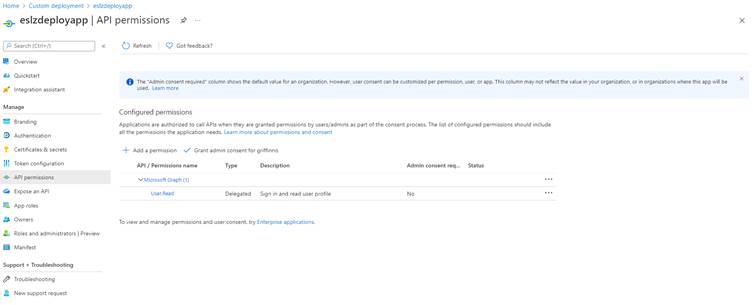 Home > Custom deployment > eslzdeployapp
eslzdeployapp | API permissions
Search (Ctrl+/)
Refresh
Got feedback?
Overview
Quickstart
Integration assistant
Manage
Branding
Authentication
Certificates & secrets
Token configuration
API permissions
Expose an API
App roles
Owners
Roles and administrators | Preview
Manifest
Support + Troubleshooting
Troubleshooting
New support request
The "Admin consent required" column shows the default value for an organization. However, user consent can be customized per permission, user, or app. This column may not reflect the value in your organization, or in organizations where this app will be
used. Learn more
Configured permissions
Applications are authorized to call APIs when they are granted permissions by users/admins as part of the consent process. The list of configured permissions should include
all the permissions the application needs. Learn more about permissions and consent
Add a permission
Grant admin consent for griffinno
API / Permissions name Type Description Admin consent req... Status
Microsoft Graph (1)
User.Read Delegated Sign in and read user profile No
To view and manage permissions and user consent, try Enterprise applications.